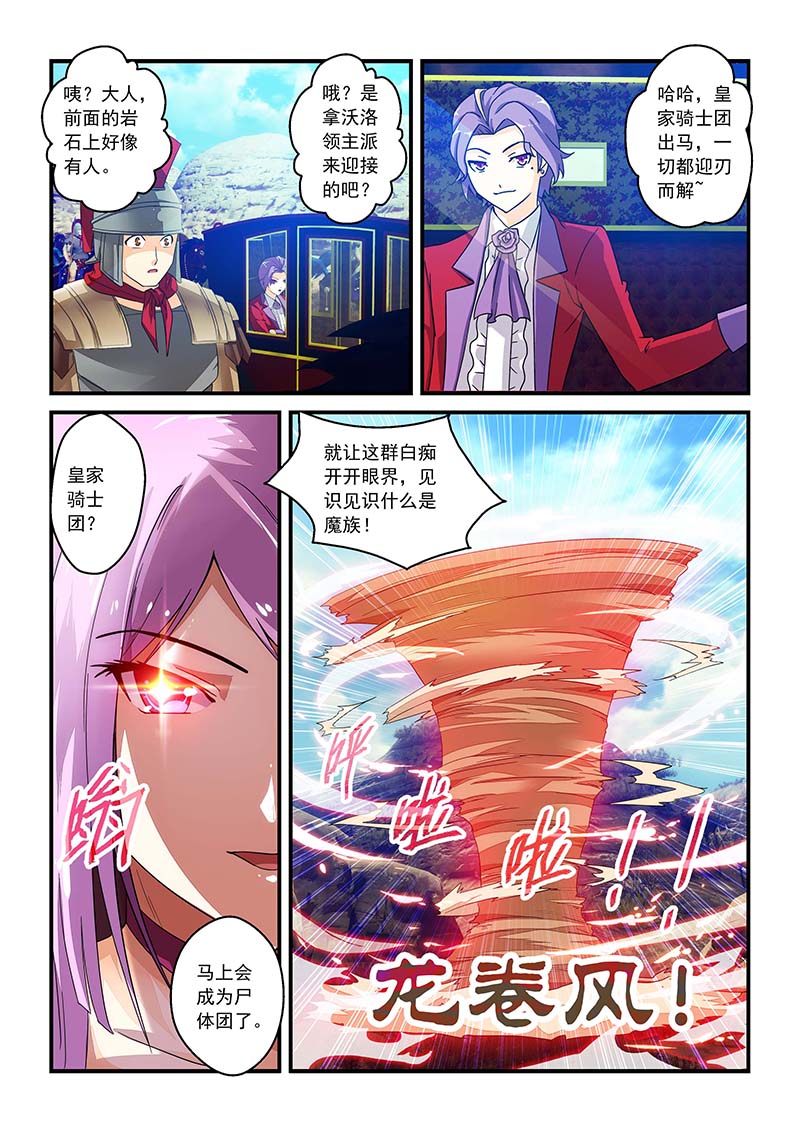 咦？大人，
前面的岩
石上好像
有人。
哦？是
拿沃洛
领主派
来迎接
的吧？
哈哈，皇
家骑士团
出马，一
切都迎刃
而解~
皇家
骑士
团？
马上会
成为尸
体团了。
就让这群白痴
开开眼界，见
识见识什么是
魔族！
呼啦啦！！
龙卷风！